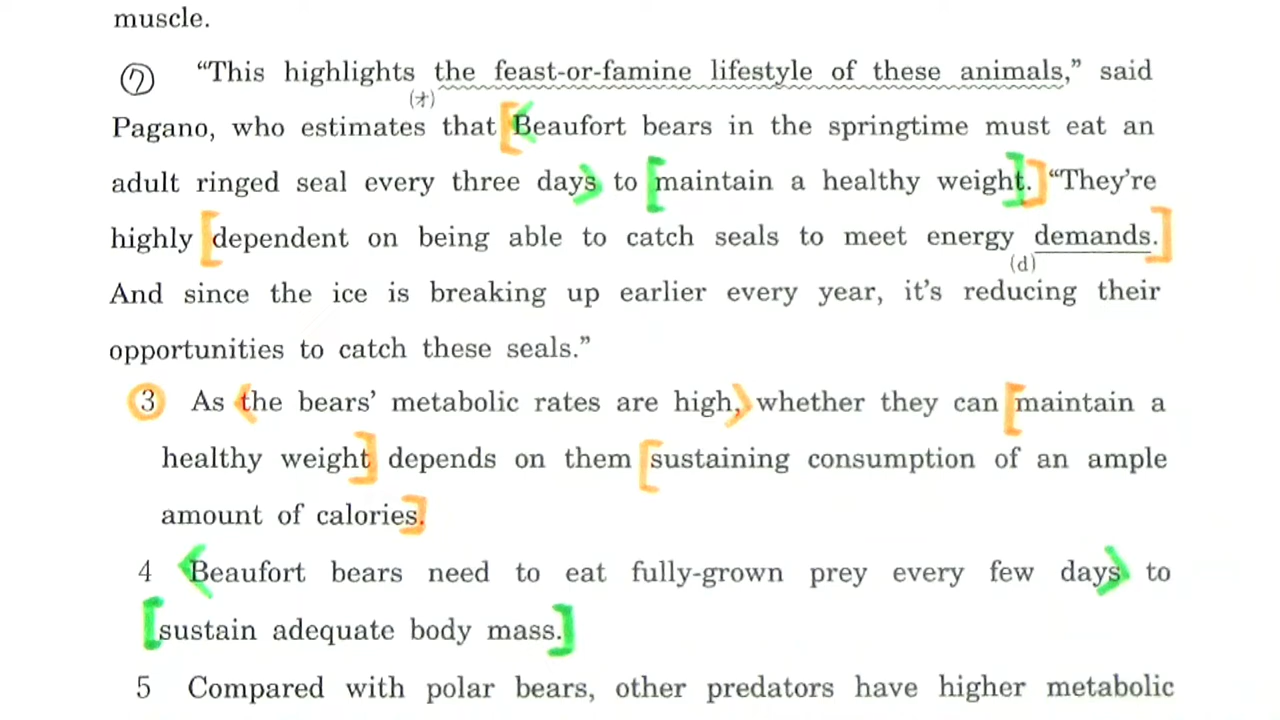 muscle.
⑦ “This highlights the feast-or-famine lifestyle of these animals,” said
(オ)
Pagano, who estimates that [<Beaufort bears in the springtime must eat an
adult ringed seal every three days> to [maintain a healthy weight.]] “They’re
highly [dependent on being able to catch seals to meet energy demands.]
(d)
And since the ice is breaking up earlier every year, it’s reducing their
opportunities to catch these seals.”
③ As <the bears’ metabolic rates are high,> whether they can [maintain a
healthy weight] depends on them [sustaining consumption of an ample
amount of calories.]
4 <Beaufort bears need to eat fully-grown prey every few days> to
[sustain adequate body mass.]
5 Compared with polar bears, other predators have higher metabolic